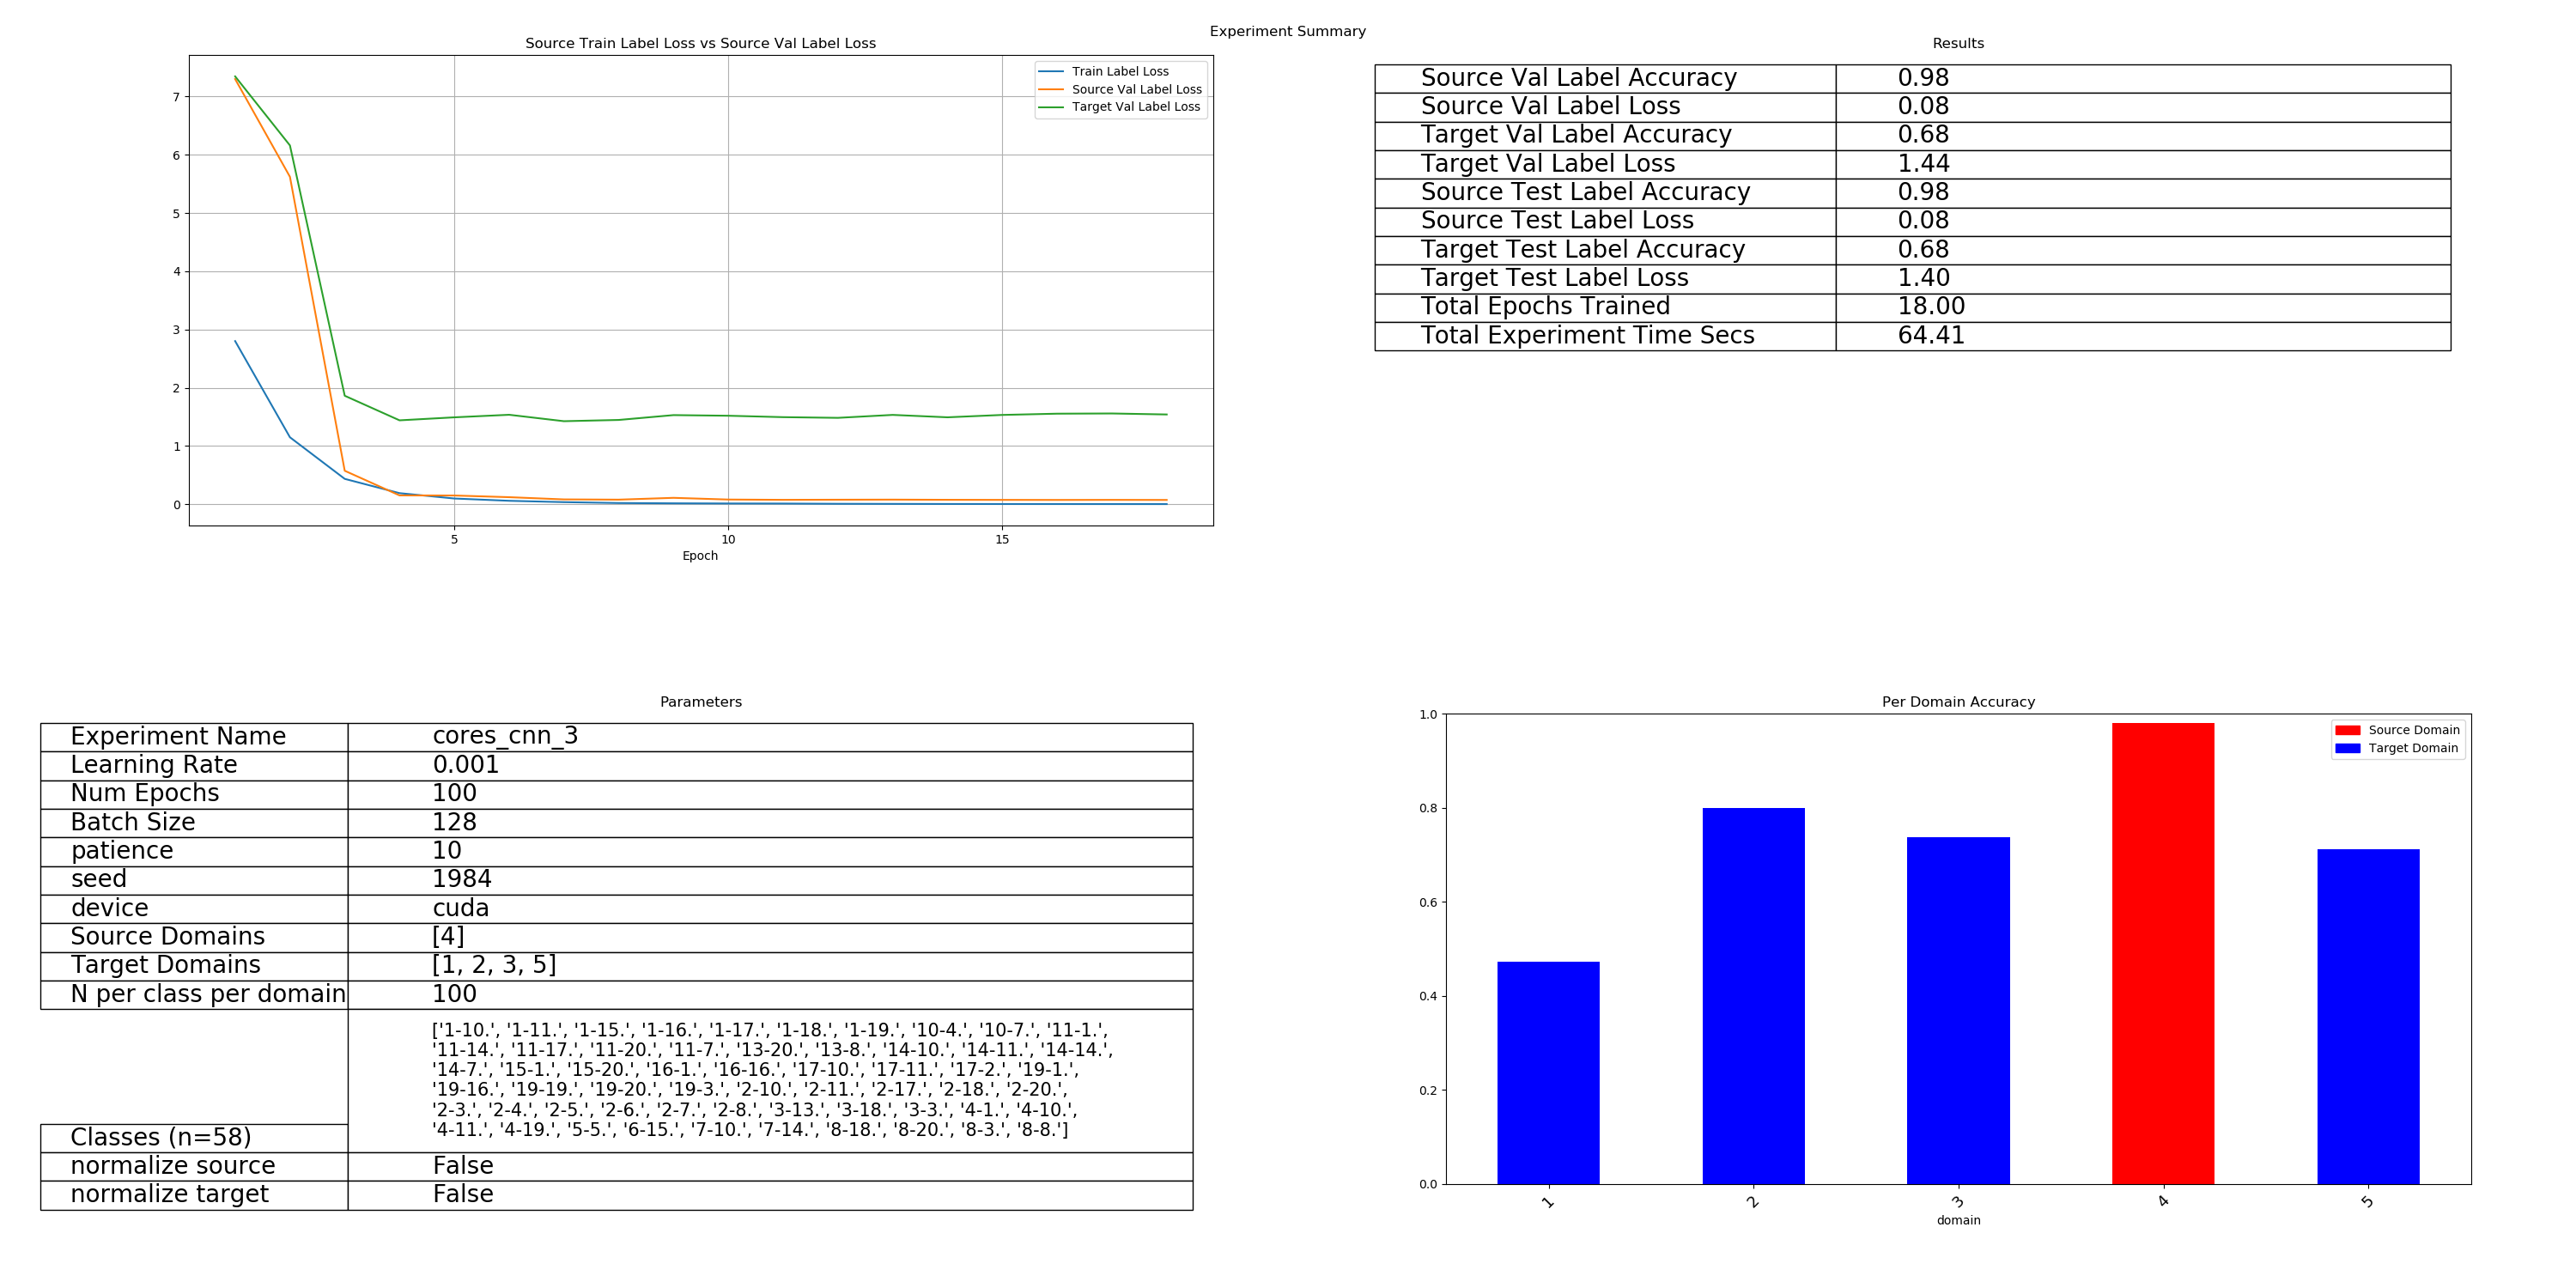 Experiment Summary
Source Train Label Loss vs Source Val Label Loss
Train Label Loss
Source Val Label Loss
Target Val Label Loss
7
6
5
4
3
2
1
0
5 10 15
Epoch
Results
Source Val Label Accuracy 0.98
Source Val Label Loss 0.08
Target Val Label Accuracy 0.68
Target Val Label Loss 1.44
Source Test Label Accuracy 0.98
Source Test Label Loss 0.08
Target Test Label Accuracy 0.68
Target Test Label Loss 1.40
Total Epochs Trained 18.00
Total Experiment Time Secs 64.41
Parameters
Experiment Name cores_cnn_3
Learning Rate 0.001
Num Epochs 100
Batch Size 128
patience 10
seed 1984
device cuda
Source Domains [4]
Target Domains [1, 2, 3, 5]
N per class per domain 100
['1-10.', '1-11.', '1-15.', '1-16.', '1-17.', '1-18.', '1-19.', '10-4.', '10-7.', '11-1.',
'11-14.', '11-17.', '11-20.', '11-7.', '13-20.', '13-8.', '14-10.', '14-11.', '14-14.',
'14-7.', '15-1.', '15-20.', '16-1.', '16-16.', '17-10.', '17-11.', '17-2.', '19-1.',
'19-16.', '19-19.', '19-20.', '19-3.', '2-10.', '2-11.', '2-17.', '2-18.', '2-20.',
'2-3.', '2-4.', '2-5.', '2-6.', '2-7.', '2-8.', '3-13.', '3-18.', '3-3.', '4-1.', '4-10.',
'4-11.', '4-19.', '5-5.', '6-15.', '7-10.', '7-14.', '8-18.', '8-20.', '8-3.', '8-8.']
Classes (n=58)
normalize source False
normalize target False
Per Domain Accuracy
Source Domain
Target Domain
1.0
0.8
0.6
0.4
0.2
0.0
1 2 3 4 5
domain